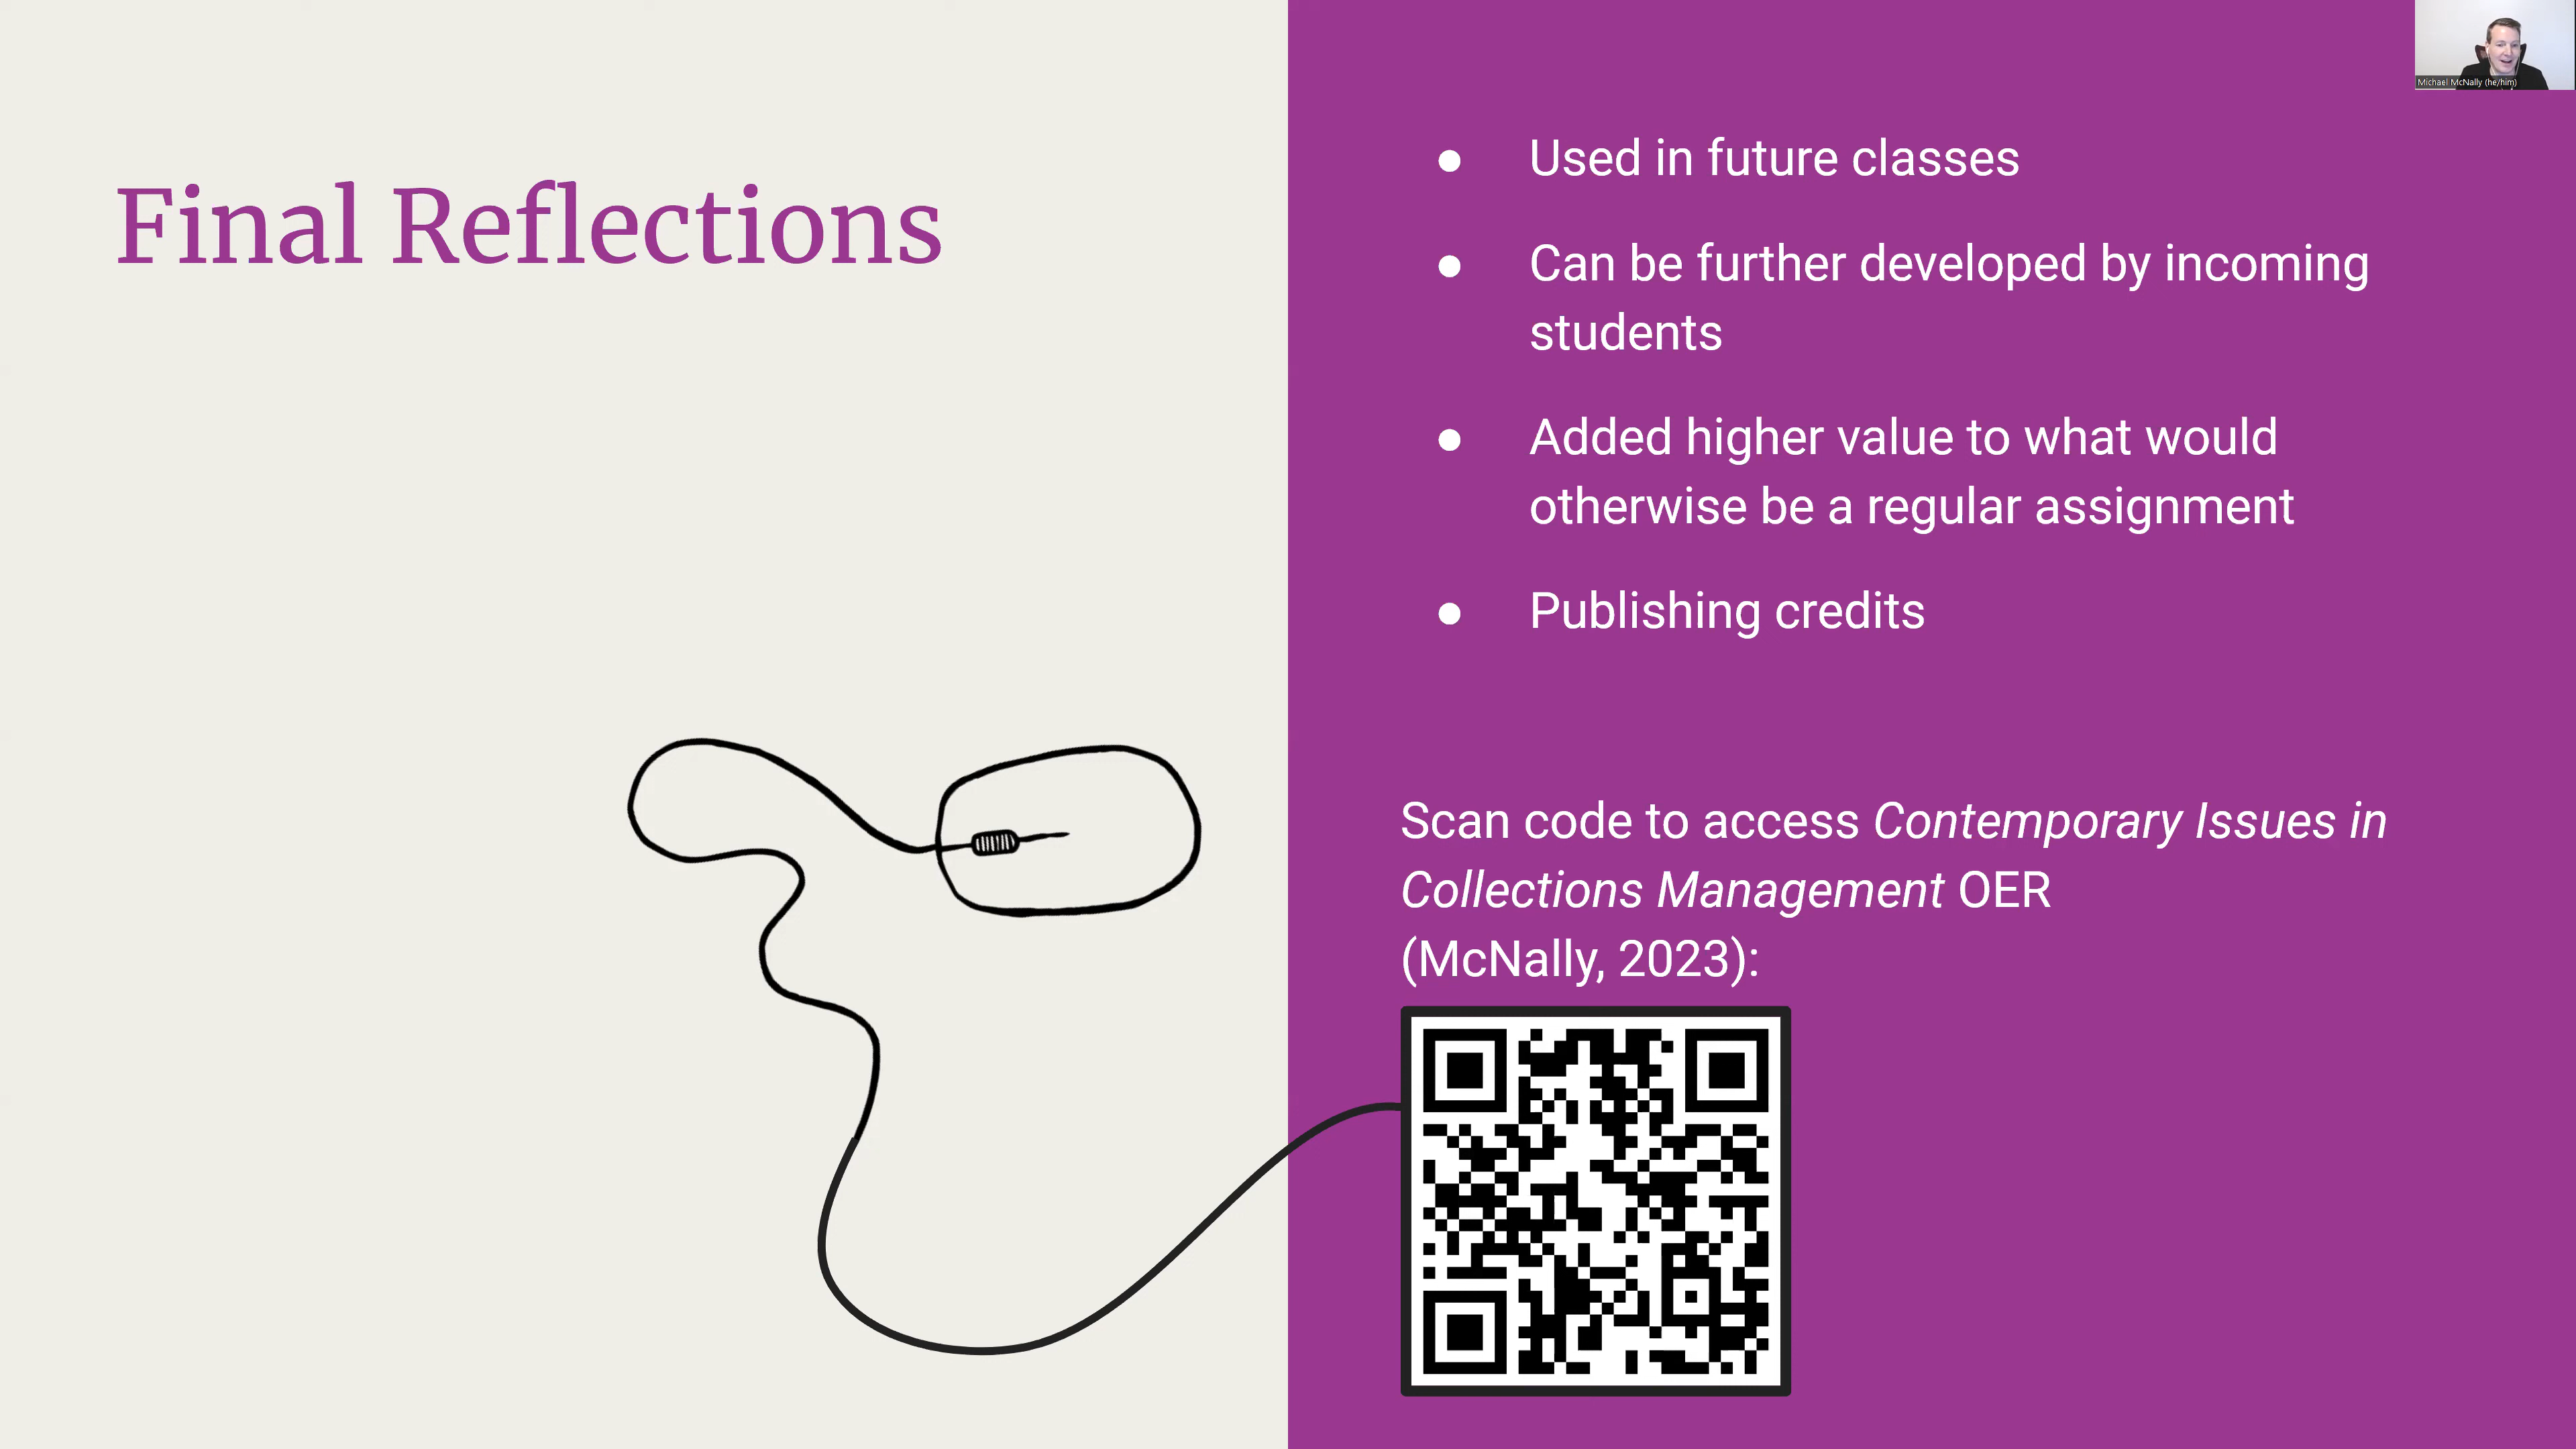 Final Reflections
● Used in future classes
● Can be further developed by incoming
students
● Added higher value to what would
otherwise be a regular assignment
● Publishing credits
Scan code to access Contemporary Issues in
Collections Management OER
(McNally, 2023):
Michael McNally (he/him)